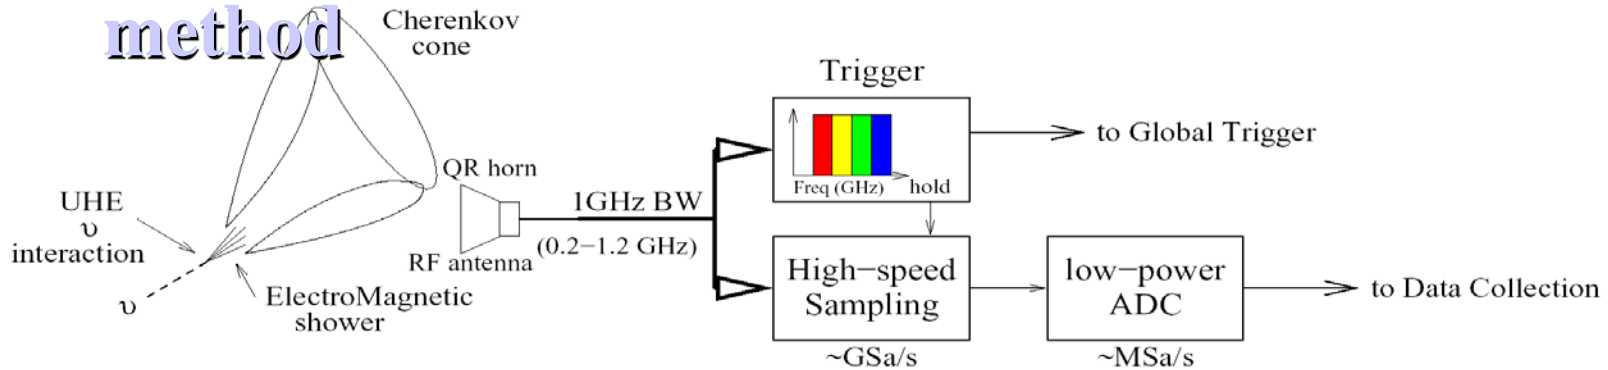 method
Cherenkov
cone
UHE
υ
interaction
υ
ElectroMagnetic
shower
QR horn
RF antenna
1GHz BW
(0.2−1.2 GHz)
Trigger
Freq (GHz)
hold
to Global Trigger
High−speed
Sampling
~GSa/s
low−power
ADC
~MSa/s
to Data Collection